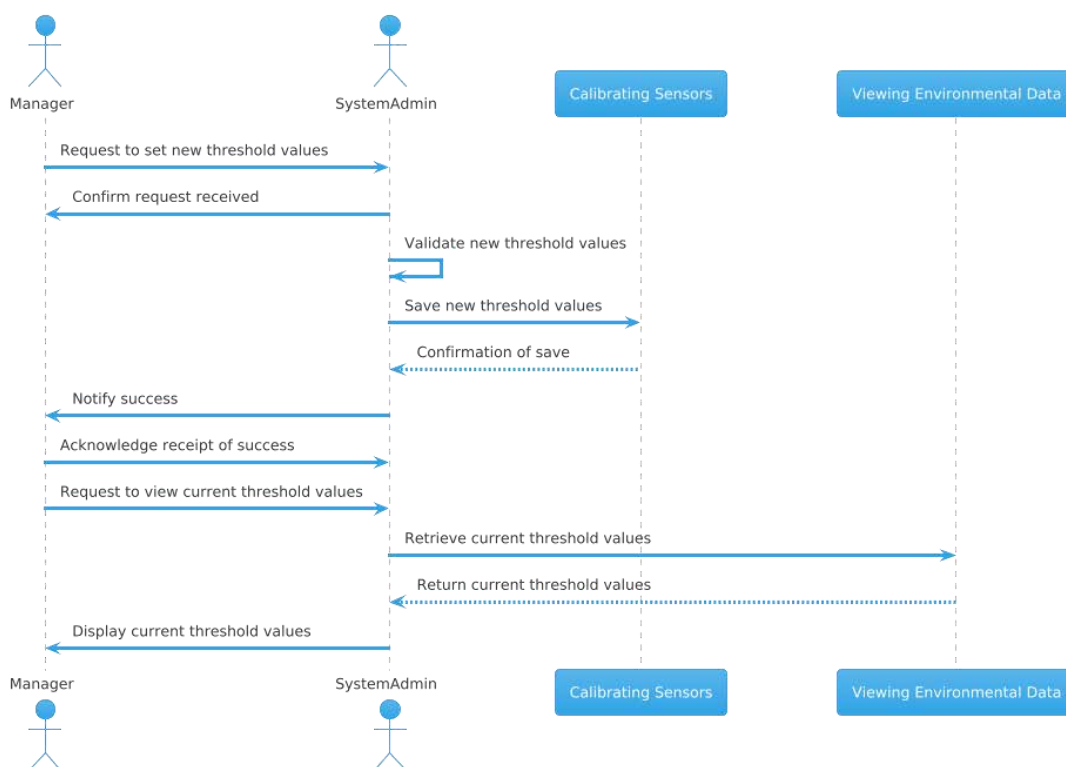 Manager
SystemAdmin
Calibrating Sensors
Viewing Environmental Data
Request to set new threshold values
Confirm request received
Validate new threshold values
Save new threshold values
Confirmation of save
Notify success
Acknowledge receipt of success
Request to view current threshold values
Retrieve current threshold values
Return current threshold values
Display current threshold values
Manager
SystemAdmin
Calibrating Sensors
Viewing Environmental Data